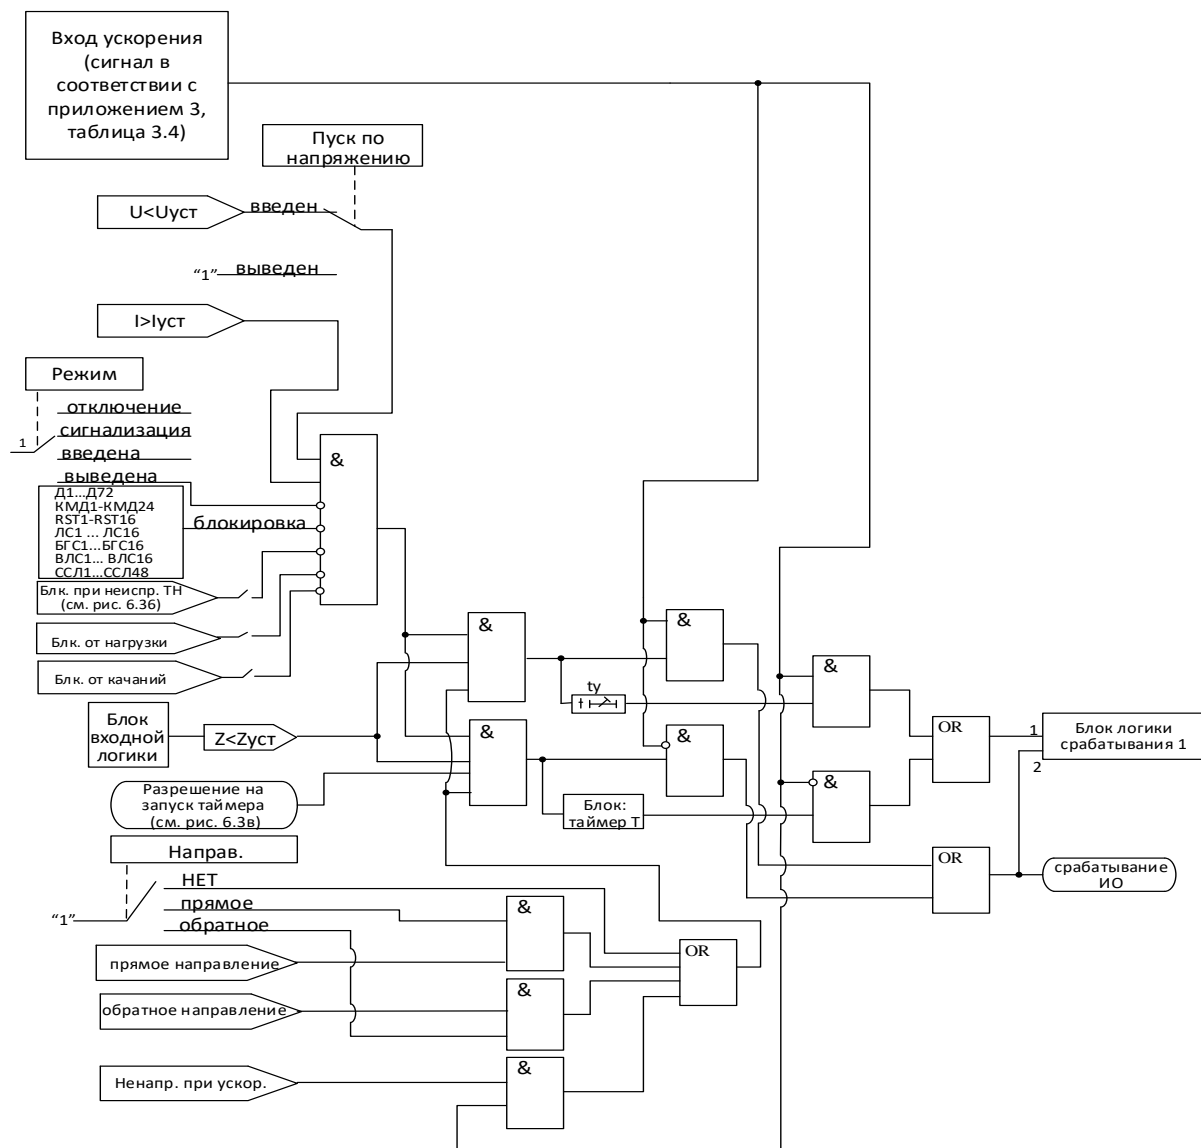 Вход ускорения
(сигнал в
соответствии с
приложением 3,
таблица 3.4)
Пуск по
напряжению
U<Uуст
введен
“1”
выведен
I>Iуст
Режим
отключение
1
сигнализация
введена
выведена
Д1...Д72
КМД1-КМД24
RST1-RST16
ЛС1 ... ЛС16
БГС1...БГС16
ВЛС1... ВЛС16
ССЛ1...ССЛ48
блокировка
&
Блк. при неиспр. ТН
(см. рис. 6.3б)
Блк. от нагрузки
Блк. от качаний
&
&
ty
t
&
Блок
входной
логики
Z<Zуст
&
&
OR
1
2
Блок логики
срабатывания 1
Разрешение на
запуск таймера
(см. рис. 6.3в)
Блок:
таймер Т
&
Направ.
НЕТ
“1”
прямое
обратное
OR
срабатывание
ИО
&
прямое направление
OR
&
обратное направление
&
Ненапр. при ускор.